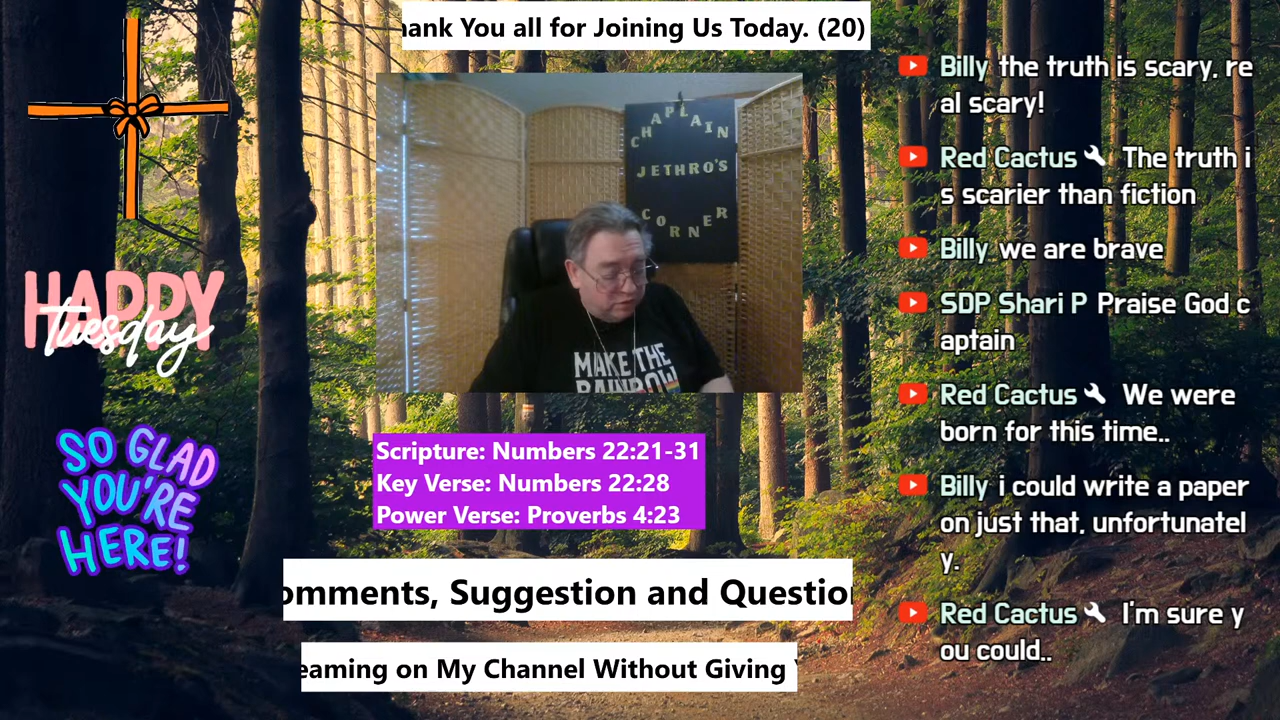 hank You all for Joining Us Today. (20)
CHAPLAIN
JETHRO'S
CORNER
MAKE THE
RAINBOW
HAPPY
tuesday
SO GLAD
YOU'RE
HERE!
Scripture: Numbers 22:21-31
Key Verse: Numbers 22:28
Power Verse: Proverbs 4:23
omments, Suggestion and Question
eaming on My Channel Without Giving
Billy the truth is scary, re
al scary!
Red Cactus The truth i
s scarier than fiction
Billy we are brave
SDP Shari P Praise God c
aptain
Red Cactus We were
born for this time..
Billy i could write a paper
on just that, unfortunatel
y.
Red Cactus I'm sure y
ou could..